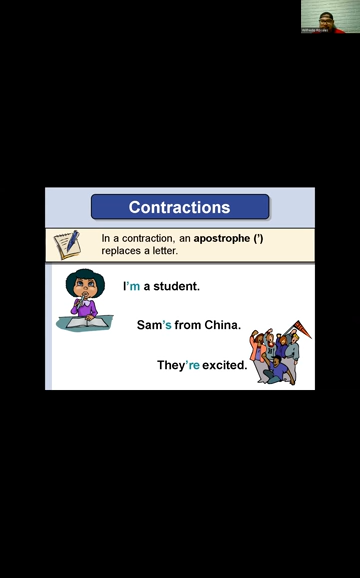 Contractions
In a contraction, an apostrophe (')
replaces a letter.
I'm a student.
Sam's from China.
They're excited.